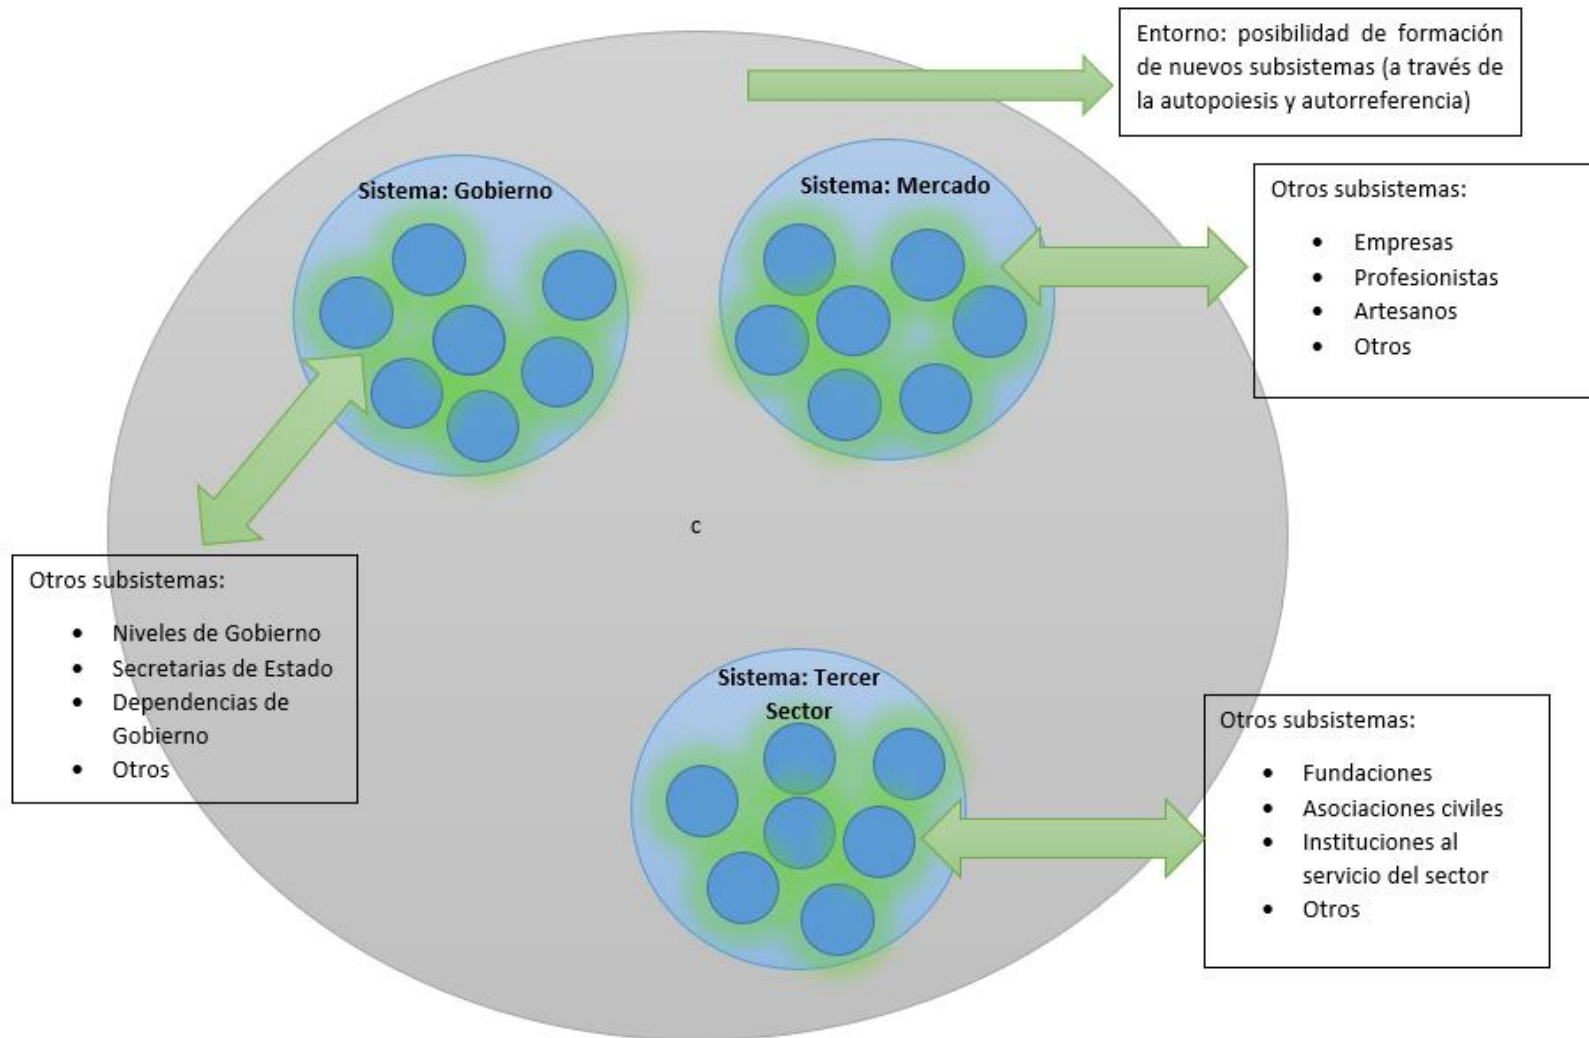 Entorno: posibilidad de formación
de nuevos subsistemas (a través de
la autopoiesis y autorreferencia)
Sistema: Gobierno
Sistema: Mercado
Otros subsistemas:
• Empresas
• Profesionistas
• Artesanos
• Otros
c
Otros subsistemas:
• Niveles de Gobierno
• Secretarias de Estado
• Dependencias de
Gobierno
• Otros
Sistema: Tercer
Sector
Otros subsistemas:
• Fundaciones
• Asociaciones civiles
• Instituciones al
servicio del sector
• Otros